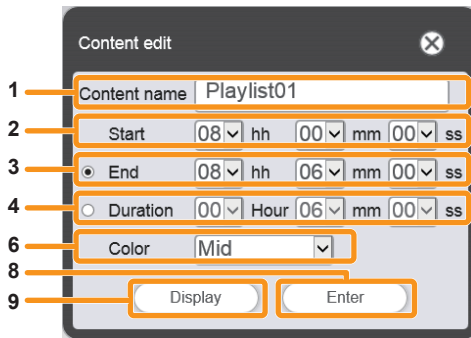 Content edit
1 Content name Playlist01
2 Start 08 hh 00 mm 00 ss
3 End 08 hh 06 mm 00 ss
4 Duration 00 Hour 06 mm 00 ss
6 Color Mid
8
9 Display Enter